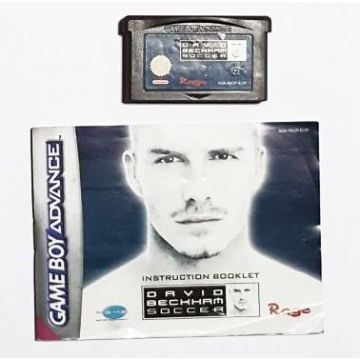 GAME BOY ADVANCE
DAVID
BECKHAM
SOCCER
Rage
GAME BOY ADVANCE
INSTRUCTION BOOKLET
DAVID
BECKHAM
SOCCER
Rage